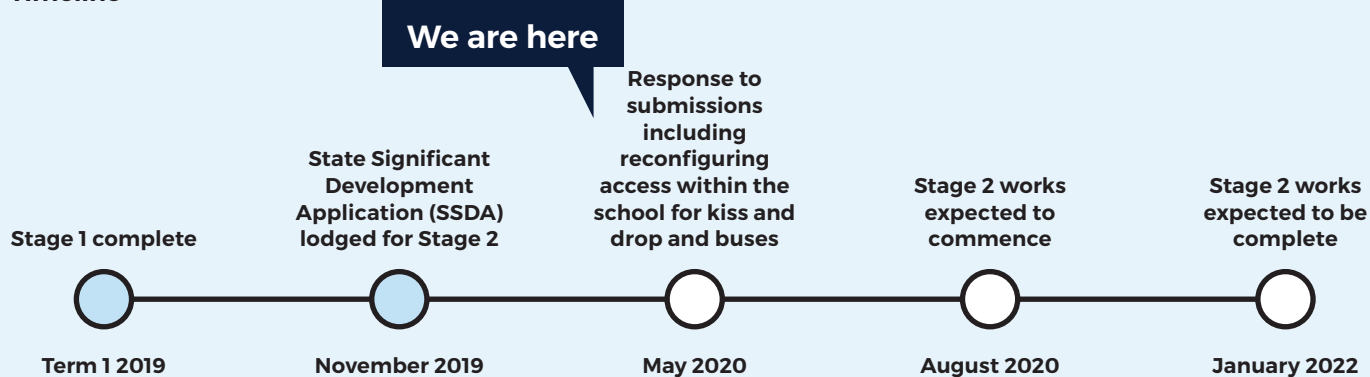 Timeline
We are here
Stage 1 complete
State Significant
Development
Application (SSDA)
lodged for Stage 2
Response to
submissions
including
reconfiguring
access within the
school for kiss and
drop and buses
Stage 2 works
expected to
commence
Stage 2 works
expected to be
complete
Term 1 2019
November 2019
May 2020
August 2020
January 2022